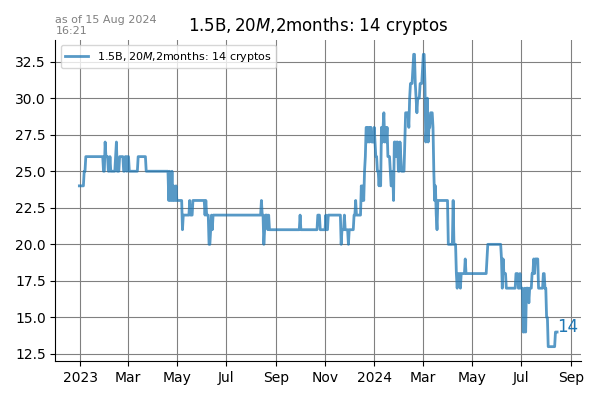 as of 15 Aug 2024
16:21
1.5B, 20M,2months: 14 cryptos
1.5B, 20M,2months: 14 cryptos
32.5
30.0
27.5
25.0
22.5
20.0
17.5
15.0
12.5
14
2023 Mar May Jul Sep Nov 2024 Mar May Jul Sep